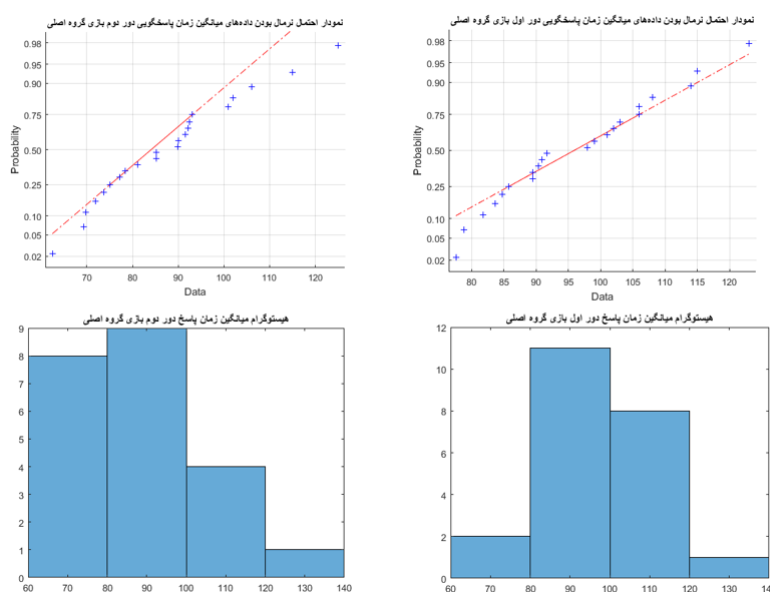 نمودار احتمال نرمال بودن داده‌های میانگین زمان پاسخگویی دور دوم بازی گروه اصلی
0.98
0.95
0.90
0.75
0.50
0.25
0.10
0.05
0.02
Probability
70 80 90 100 110 120
Data
نمودار احتمال نرمال بودن داده‌های میانگین زمان پاسخگویی دور اول بازی گروه اصلی
0.98
0.95
0.90
0.75
0.50
0.25
0.10
0.05
0.02
Probability
80 85 90 95 100 105 110 115 120
Data
هیستوگرام میانگین زمان پاسخ دور دوم بازی گروه اصلی
9
8
7
6
5
4
3
2
1
0
60 70 80 90 100 110 120 130 140
هیستوگرام میانگین زمان پاسخ دور اول بازی گروه اصلی
12
10
8
6
4
2
0
60 70 80 90 100 110 120 130 140